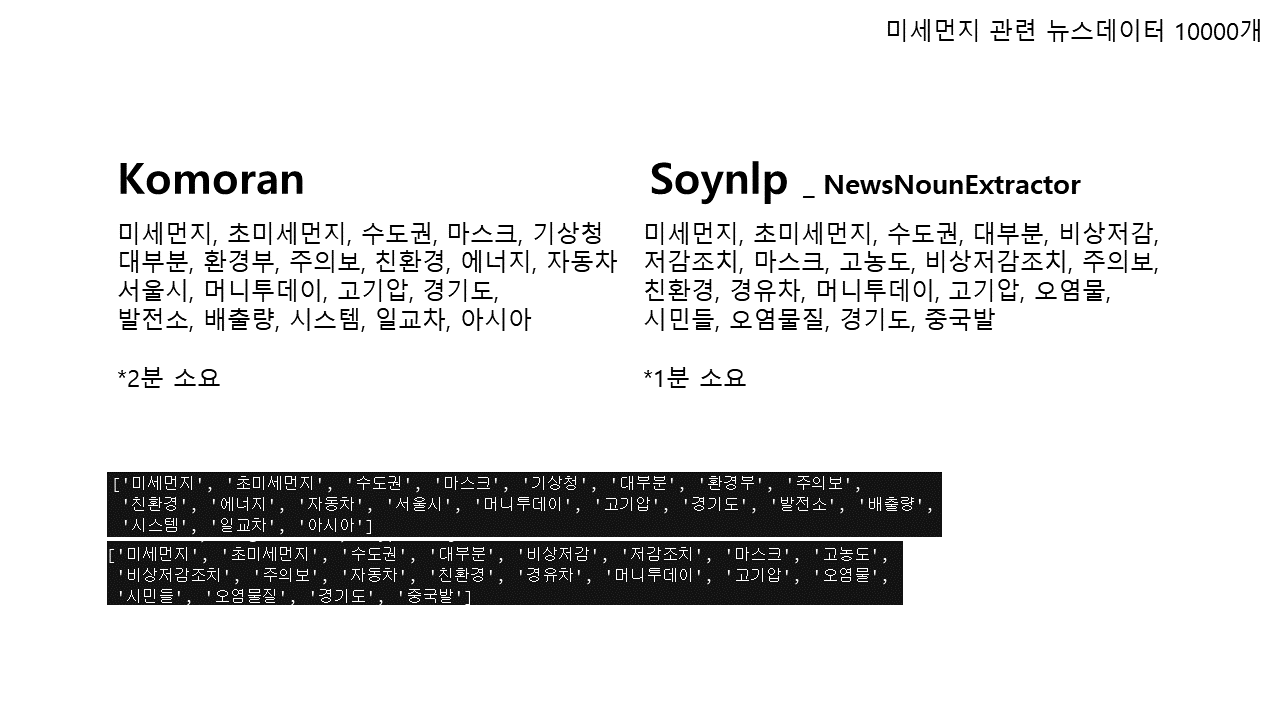 미세먼지 관련 뉴스데이터 10000개
Komoran
미세먼지, 초미세먼지, 수도권, 마스크, 기상청
대부분, 환경부, 주의보, 친환경, 에너지, 자동차
서울시, 머니투데이, 고기압, 경기도,
발전소, 배출량, 시스템, 일교차, 아시아
*2분 소요
Soynlp _ NewsNounExtractor
미세먼지, 초미세먼지, 수도권, 대부분, 비상저감,
저감조치, 마스크, 고농도, 비상저감조치, 주의보,
친환경, 경유차, 머니투데이, 고기압, 오염물,
시민들, 오염물질, 경기도, 중국발
*1분 소요
['미세먼지', '초미세먼지', '수도권', '마스크', '기상청', '대부분', '환경부', '주의보',
'친환경', '에너지', '자동차', '서울시', '머니투데이', '고기압', '경기도', '발전소', '배출량',
'시스템', '일교차', '아시아']
['미세먼지', '초미세먼지', '수도권', '대부분', '비상저감', '저감조치', '마스크', '고농도',
'비상저감조치', '주의보', '자동차', '친환경', '경유차', '머니투데이', '고기압', '오염물',
'시민들', '오염물질', '경기도', '중국발']